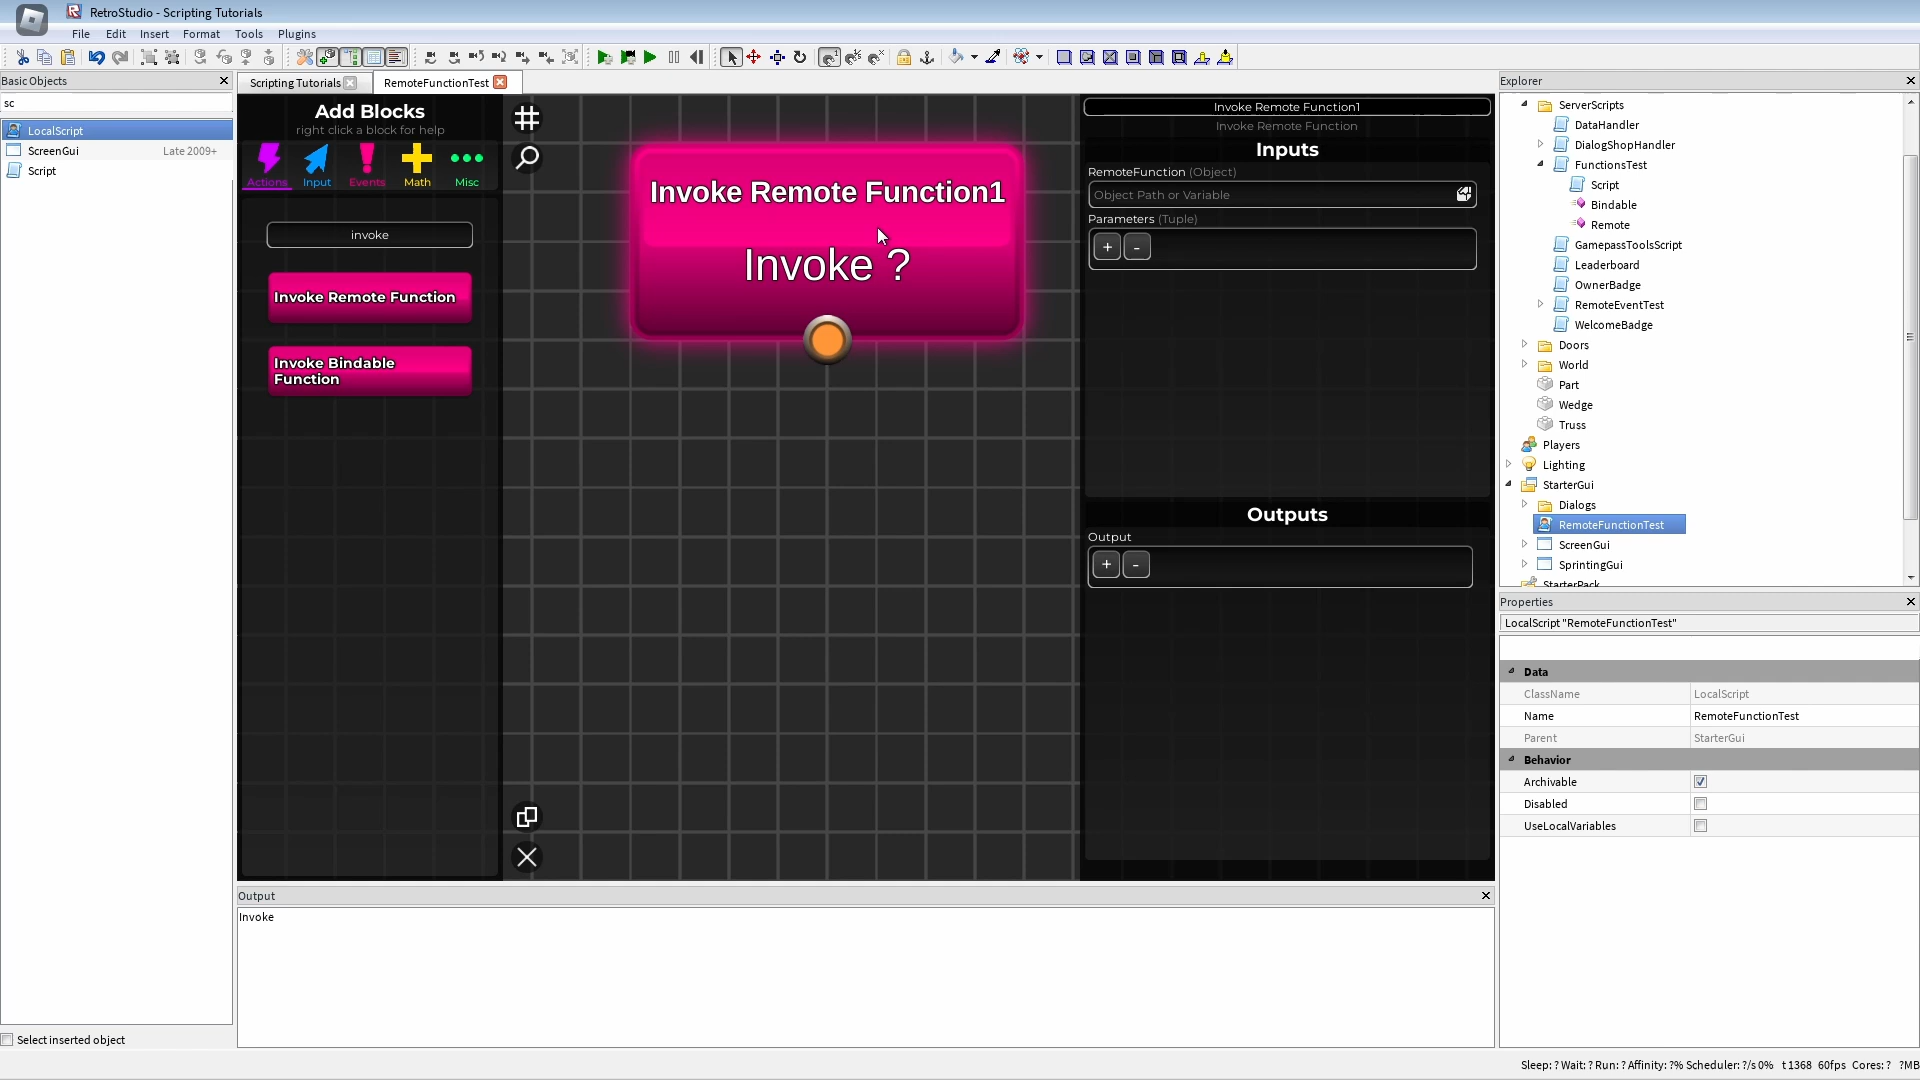 RetroStudio - Scripting Tutorials
File Edit Insert Format Tools Plugins
Basic Objects
sc
LocalScript
ScreenGui Late 2009+
Script
Select inserted object
Scripting Tutorials
RemoteFunctionTest
Add Blocks
right click a block for help
Actions Input Events Math Misc
invoke
Invoke Remote Function
Invoke Bindable
Function
Invoke Remote Function1
Invoke ?
Invoke Remote Function1
Invoke Remote Function
Inputs
RemoteFunction (Object)
Object Path or Variable
Parameters (Tuple)
+ -
Outputs
Output
+ -
Output
Invoke
Explorer
ServerScripts
DataHandler
DialogShopHandler
FunctionsTest
Script
Bindable
Remote
GamepassToolsScript
Leaderboard
OwnerBadge
RemoteEventTest
WelcomeBadge
Doors
World
Part
Wedge
Truss
Players
Lighting
StarterGui
Dialogs
RemoteFunctionTest
ScreenGui
SprintingGui
StarterPack
Properties
LocalScript "RemoteFunctionTest"
Data
ClassName LocalScript
Name RemoteFunctionTest
Parent StarterGui
Behavior
Archivable
Disabled
UseLocalVariables
Sleep: ? Wait: ? Run: ? Affinity: ?% Scheduler: ?/s 0% t 1368 60fps Cores: ? ?MB